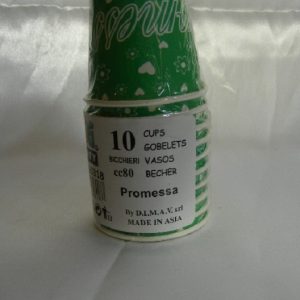 10 CUPS
GOBELETS
BICCHIERI VASOS
cc80 BECHER
Promessa
By D.I.M.A.V. srl
MADE IN ASIA